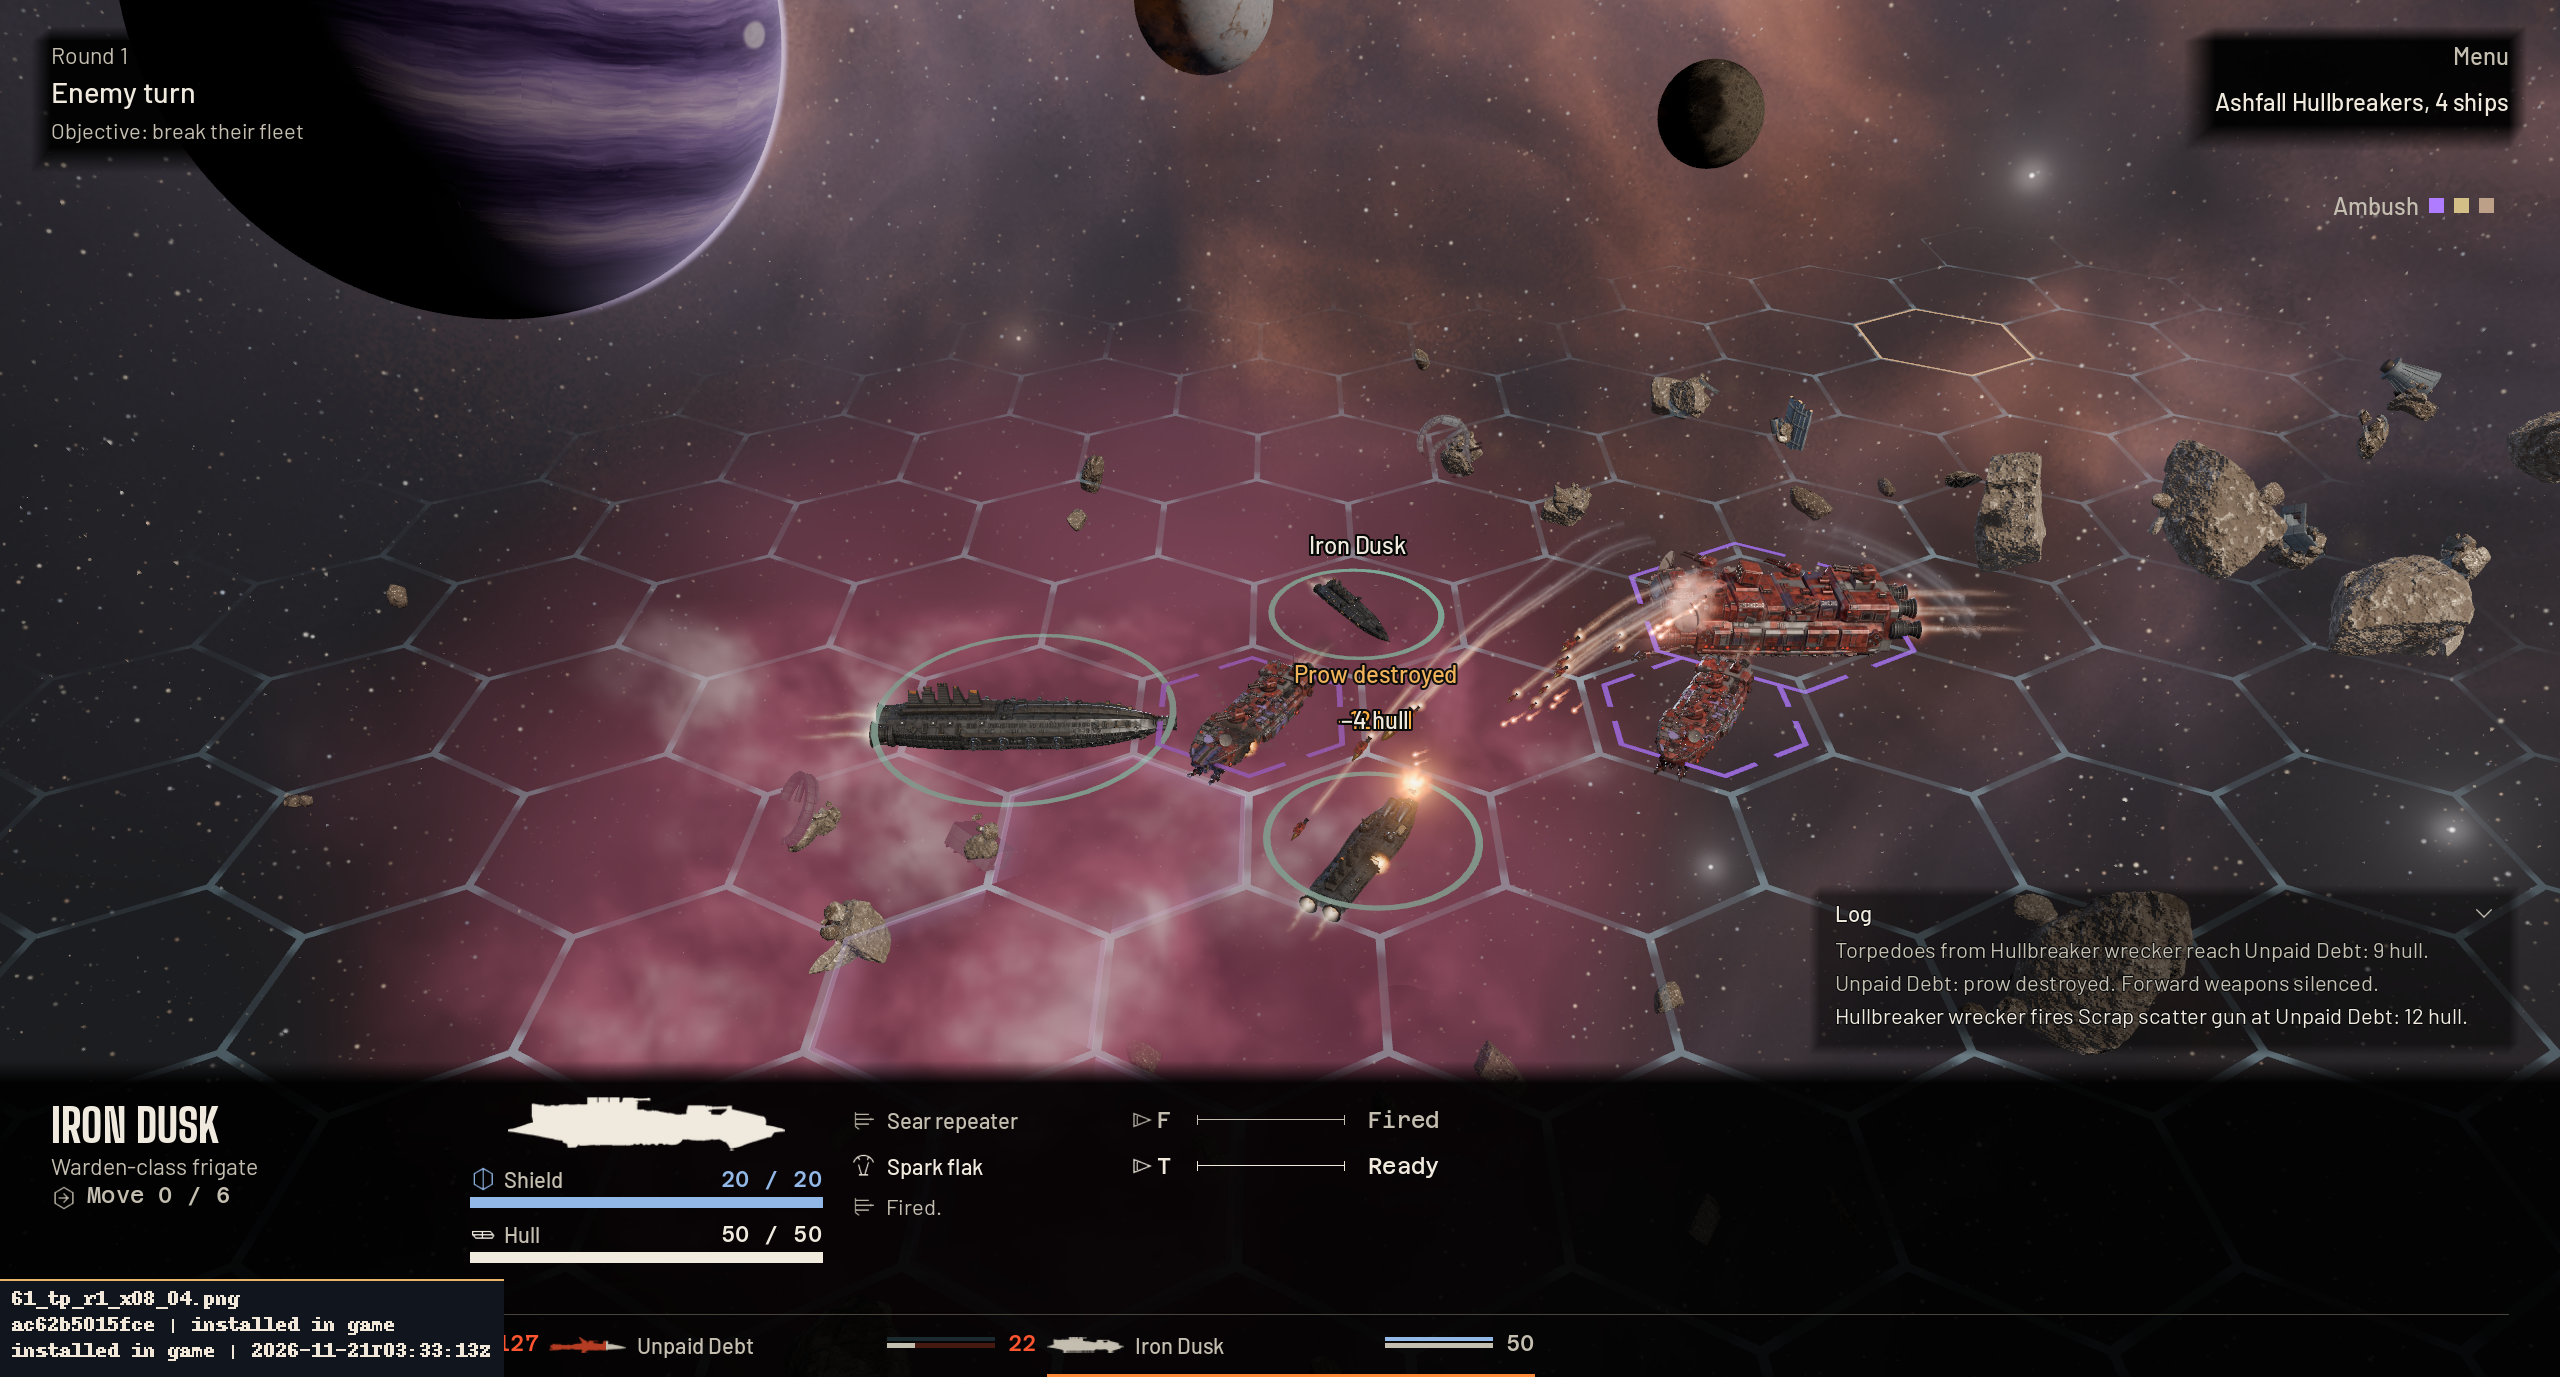 Round 1
Enemy turn
Objective: break their fleet
Menu
Ashfall Hullbreakers, 4 ships
Ambush
Iron Dusk
Prow destroyed
hull
Log
Torpedoes from Hullbreaker wrecker reach Unpaid Debt: 9 hull.
Unpaid Debt: prow destroyed. Forward weapons silenced.
Hullbreaker wrecker fires Scrap scatter gun at Unpaid Debt: 12 hull.
IRON DUSK
Warden-class frigate
Move 0 / 6
Shield 20 / 20
Hull 50 / 50
Sear repeater F Fired
Spark flak T Ready
Fired.
61_tp_r1_x08_04.png
ac62b5015fce | installed in game
installed in game | 2026-11-21T03:33:13Z
127 Unpaid Debt 22 Iron Dusk 50